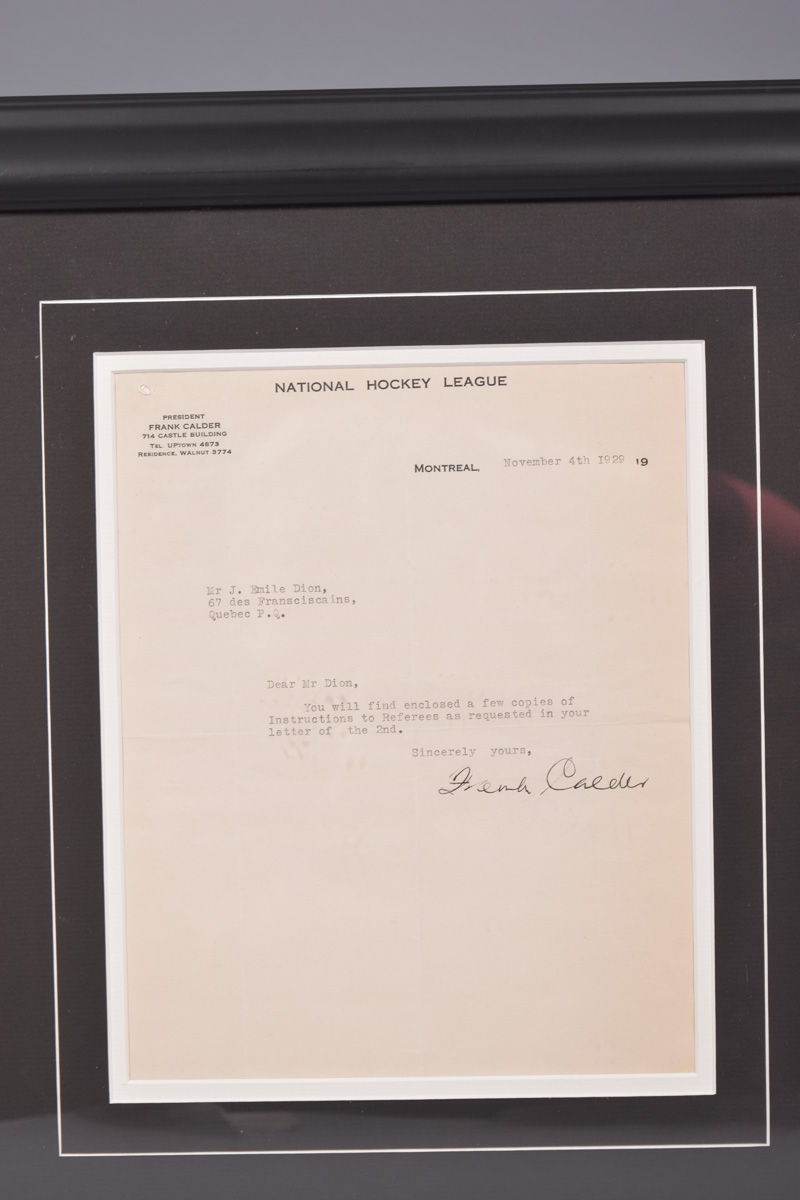 NATIONAL HOCKEY LEAGUE
PRESIDENT
FRANK CALDER
714 CASTLE BUILDING
TEL. UPTOWN 4873
RESIDENCE, WALNUT 3774
MONTREAL, November 4th 1929 19
Mr J. Emile Dion,
67 des Fransciscains,
Quebec P.Q.
Dear Mr Dion,
You will find enclosed a few copies of
Instructions to Referees as requested in your
letter of the 2nd.
Sincerely yours,
Frank Calder